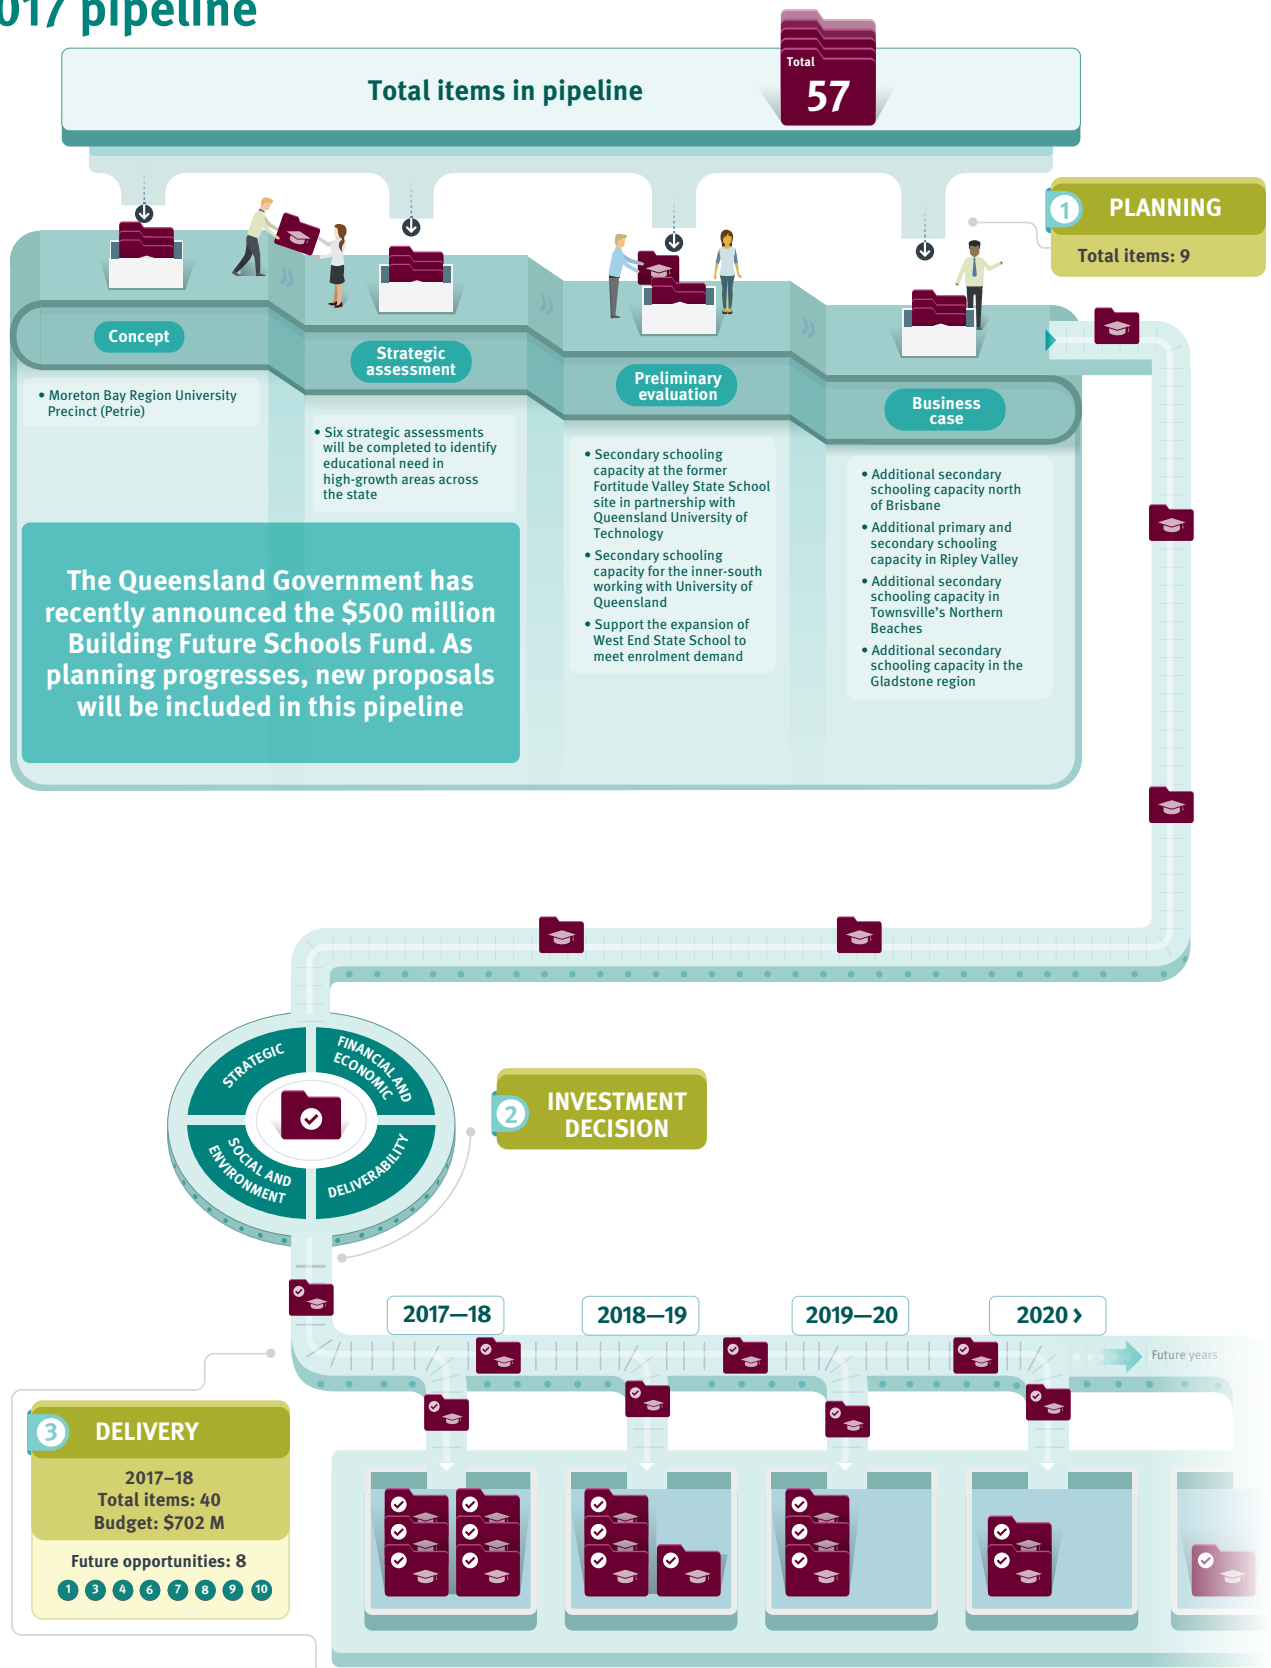 017 pipeline
Total items in pipeline
Total
57
1
PLANNING
Total items: 9
Concept
Strategic
assessment
Preliminary
evaluation
Business
case
• Moreton Bay Region University
Precinct (Petrie)
• Six strategic assessments
will be completed to identify
educational need in
high-growth areas across
the state
• Secondary schooling
capacity at the former
Fortitude Valley State School
site in partnership with
Queensland University of
Technology
• Secondary schooling
capacity for the inner-south
working with University of
Queensland
• Support the expansion of
West End State School to
meet enrolment demand
• Additional secondary
schooling capacity north
of Brisbane
• Additional primary and
secondary schooling
capacity in Ripley Valley
• Additional secondary
schooling capacity in
Townsville's Northern
Beaches
• Additional secondary
schooling capacity in the
Gladstone region
The Queensland Government has
recently announced the $500 million
Building Future Schools Fund. As
planning progresses, new proposals
will be included in this pipeline
STRATEGIC
FINANCIAL AND
ECONOMIC
SOCIAL AND
ENVIRONMENT
DELIVERABILITY
2
INVESTMENT
DECISION
2017—18
2018—19
2019—20
2020 ›
Future years
3
DELIVERY
2017–18
Total items: 40
Budget: $702 M
Future opportunities: 8
1 3 4 6 7 8 9 10